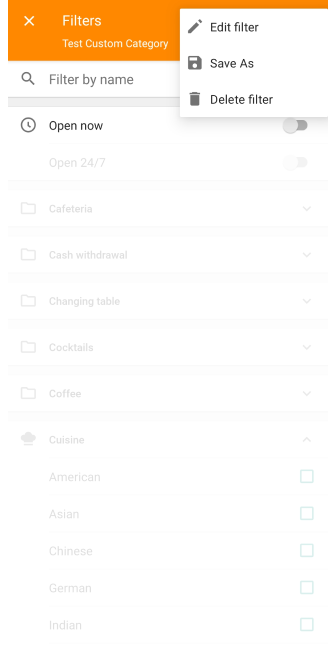 Filters
Test Custom Category
Edit filter
Save As
Delete filter
Filter by name
Open now
Open 24/7
Cafeteria
Cash withdrawal
Changing table
Cocktails
Coffee
Cuisine
American
Asian
Chinese
German
Indian